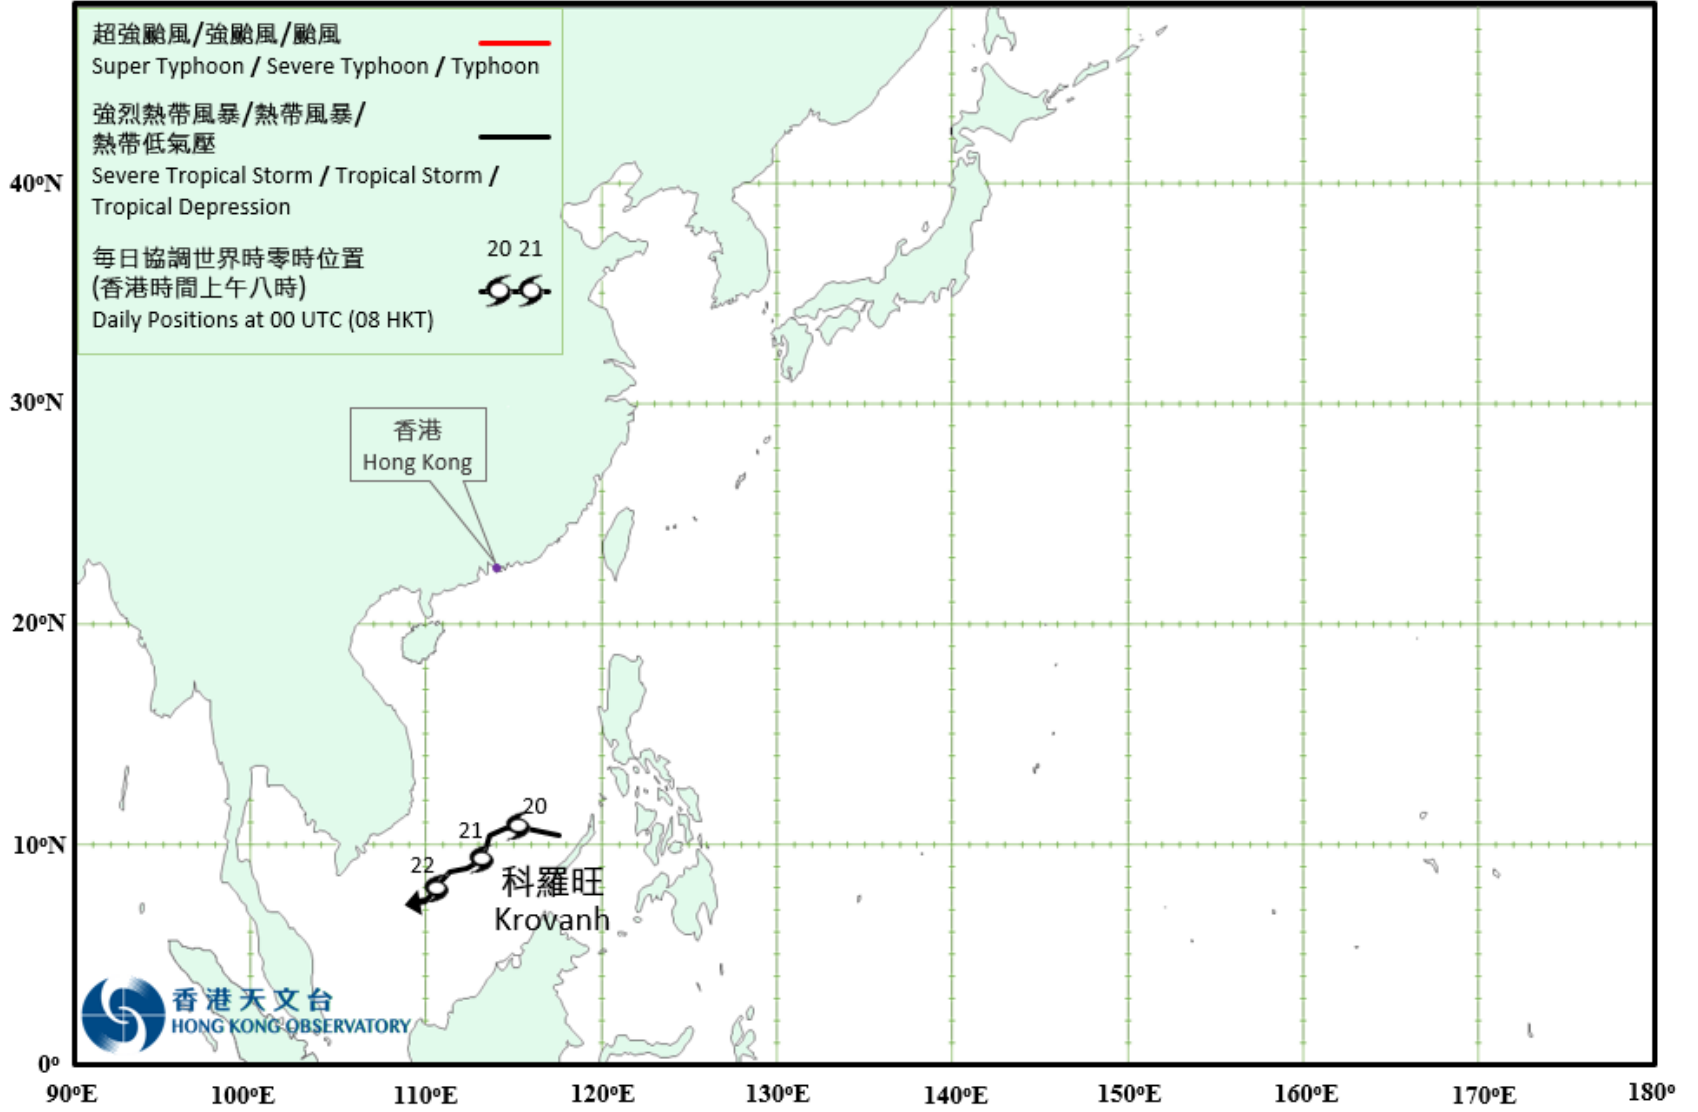 超強颱風/強颱風/颱風
Super Typhoon / Severe Typhoon / Typhoon
強烈熱帶風暴/熱帶風暴/
熱帶低氣壓
Severe Tropical Storm / Tropical Storm /
Tropical Depression
每日協調世界時零時位置
(香港時間上午八時)
Daily Positions at 00 UTC (08 HKT)
20 21
40°N
30°N
香港
Hong Kong
20°N
20
21
10°N
22
科羅旺
Krovanh
香港天文台
HONG KONG OBSERVATORY
0°
90°E 100°E 110°E 120°E 130°E 140°E 150°E 160°E 170°E 180°